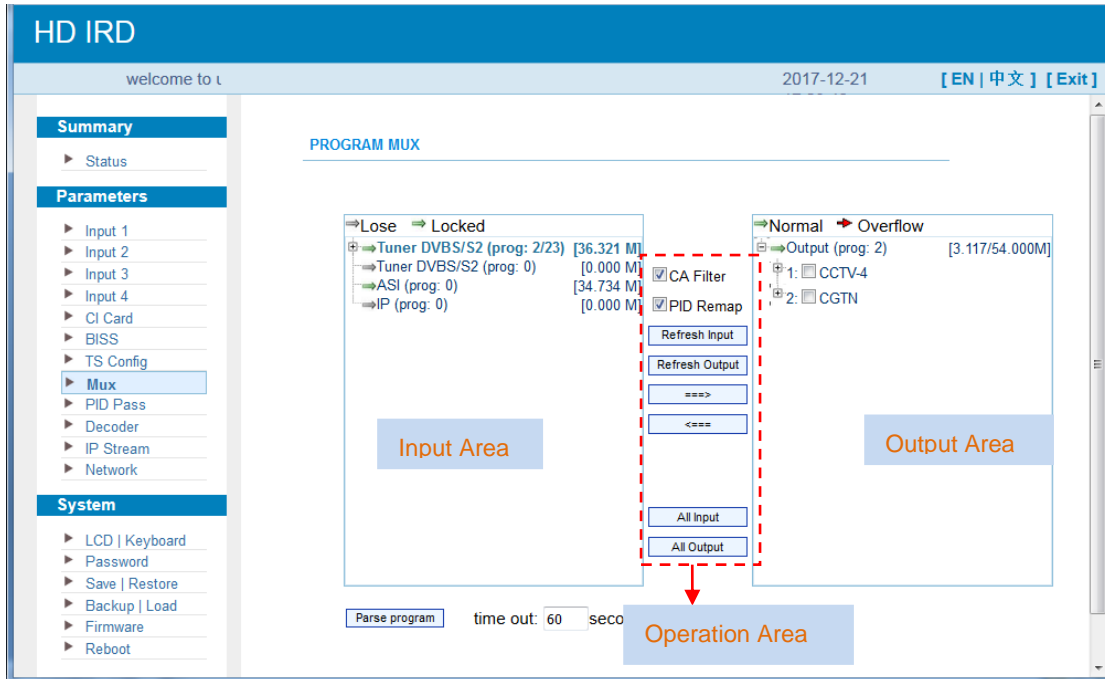 HD IRD
welcome to u
2017-12-21
[ EN | 中文 ] [ Exit ]
Summary
Status
Parameters
Input 1
Input 2
Input 3
Input 4
CI Card
BISS
TS Config
Mux
PID Pass
Decoder
IP Stream
Network
System
LCD | Keyboard
Password
Save | Restore
Backup | Load
Firmware
Reboot
PROGRAM MUX
Lose Locked
Tuner DVBS/S2 (prog: 2/23) [36.321 M]
Tuner DVBS/S2 (prog: 0) [0.000 M]
ASI (prog: 0) [34.734 M]
IP (prog: 0) [0.000 M]
Input Area
CA Filter
PID Remap
Refresh Input
Refresh Output
===>
<===
All Input
All Output
Normal Overflow
Output (prog: 2) [3.117/54.000M]
1: CCTV-4
2: CGTN
Output Area
Parse program time out: 60 seco
Operation Area